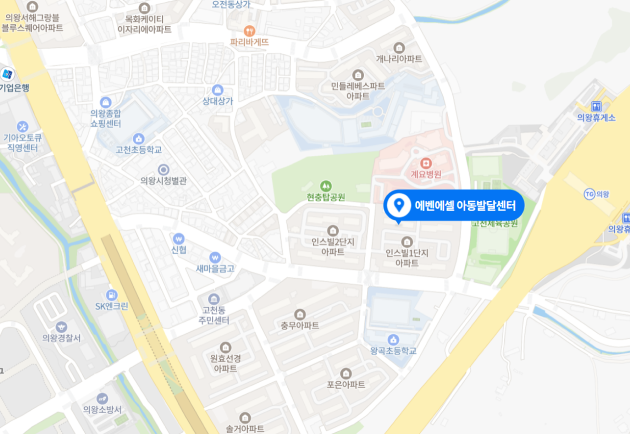 오전동상가
의왕서해그랑블
블루스퀘어아파트
목화케이티
이자리에아파트
파리바게뜨
개나리아파트
기업은행
민들레베스파트
아파트
상대상가
의왕종합
쇼핑센터
의왕휴게소
기아오토큐
직영센터
고천초등학교
계요병원
의왕시청별관
현충탑공원
TG 의왕
에벤에셀 아동발달센터
고천체육공원
의왕휴
인스빌2단지
아파트
인스빌1단지
아파트
신협
새마을금고
SK엔크린
고천동
주민센터
충무아파트
의왕경찰서
왕곡초등학교
원효선경
아파트
포은아파트
의왕소방서
솔거아파트